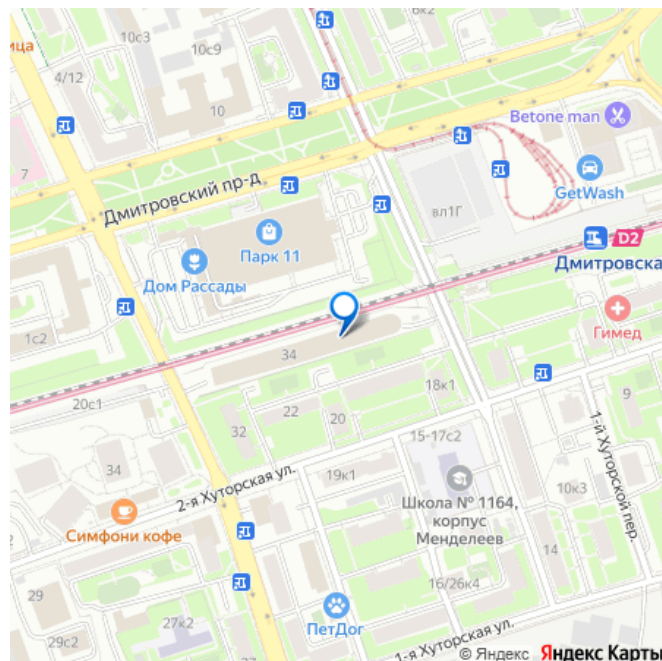 6к2
10с3
ица
10с9
4/12
10
Betone man
7
GetWash
Дмитровский пр-д
вл1Г
D2
Парк 11
Дмитровска
Дом Рассады
Гимед
1с2
34
18к1
20с1
22
20
9
32
15-17с2
1-й Хуторской пер.
34
2-я Хуторская ул.
19к1
10к3
Школа № 1164,
корпус
Менделеев
Симфони кофе
14
16/26к4
29
27к2
ПетДог
29с2
1-я Хуторская ул.
© Яндекс Яндекс Карты